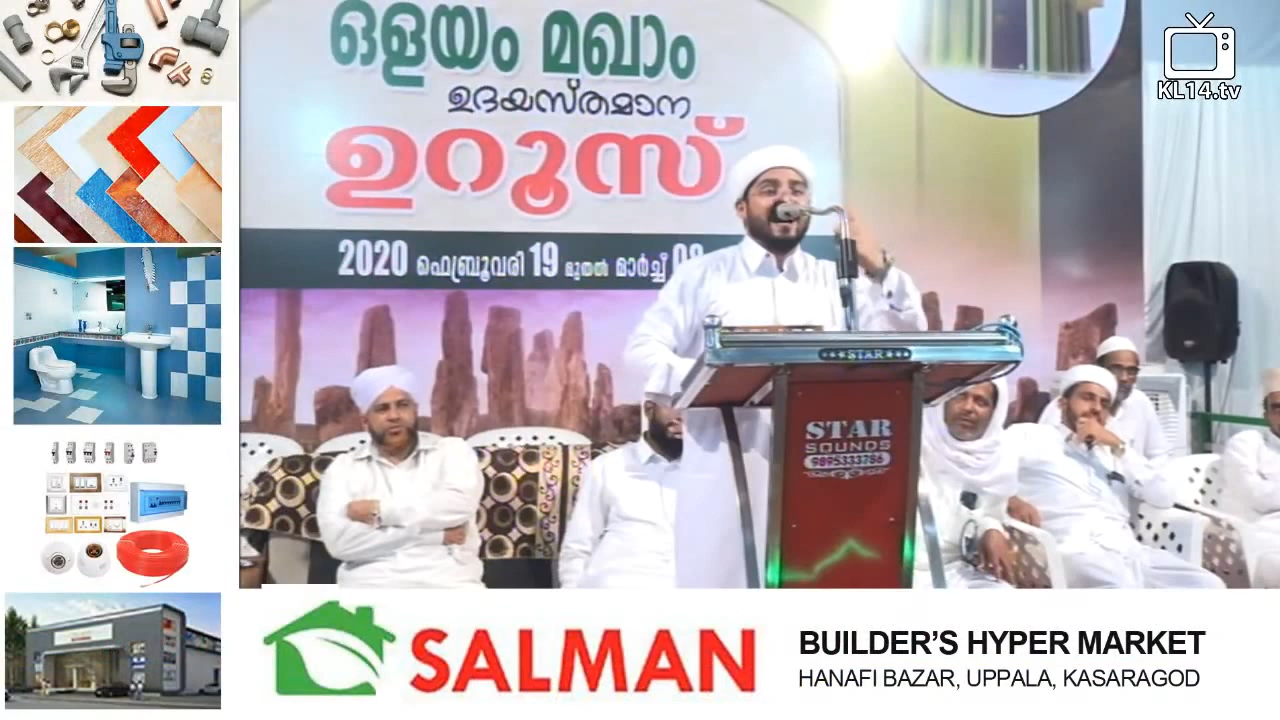 ഒളയം മഖാം
ഉദയസ്തമാന
ഉറൂസ്
2020 ഫെബ്രുവരി 19 മുതൽ മാർച്ച്
KL14.tv
STAR
STAR
SOUNDS
9895333786
SALMAN
BUILDER'S HYPER MARKET
HANAFI BAZAR, UPPALA, KASARAGOD